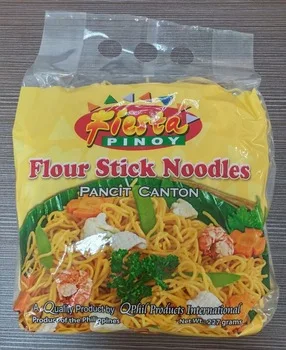 Fiesta
PINOY
Flour Stick Noodles
PANCIT CANTON
A Quality Product by QPhil Products International
Product of the Philippines Net Wt. 227 grams